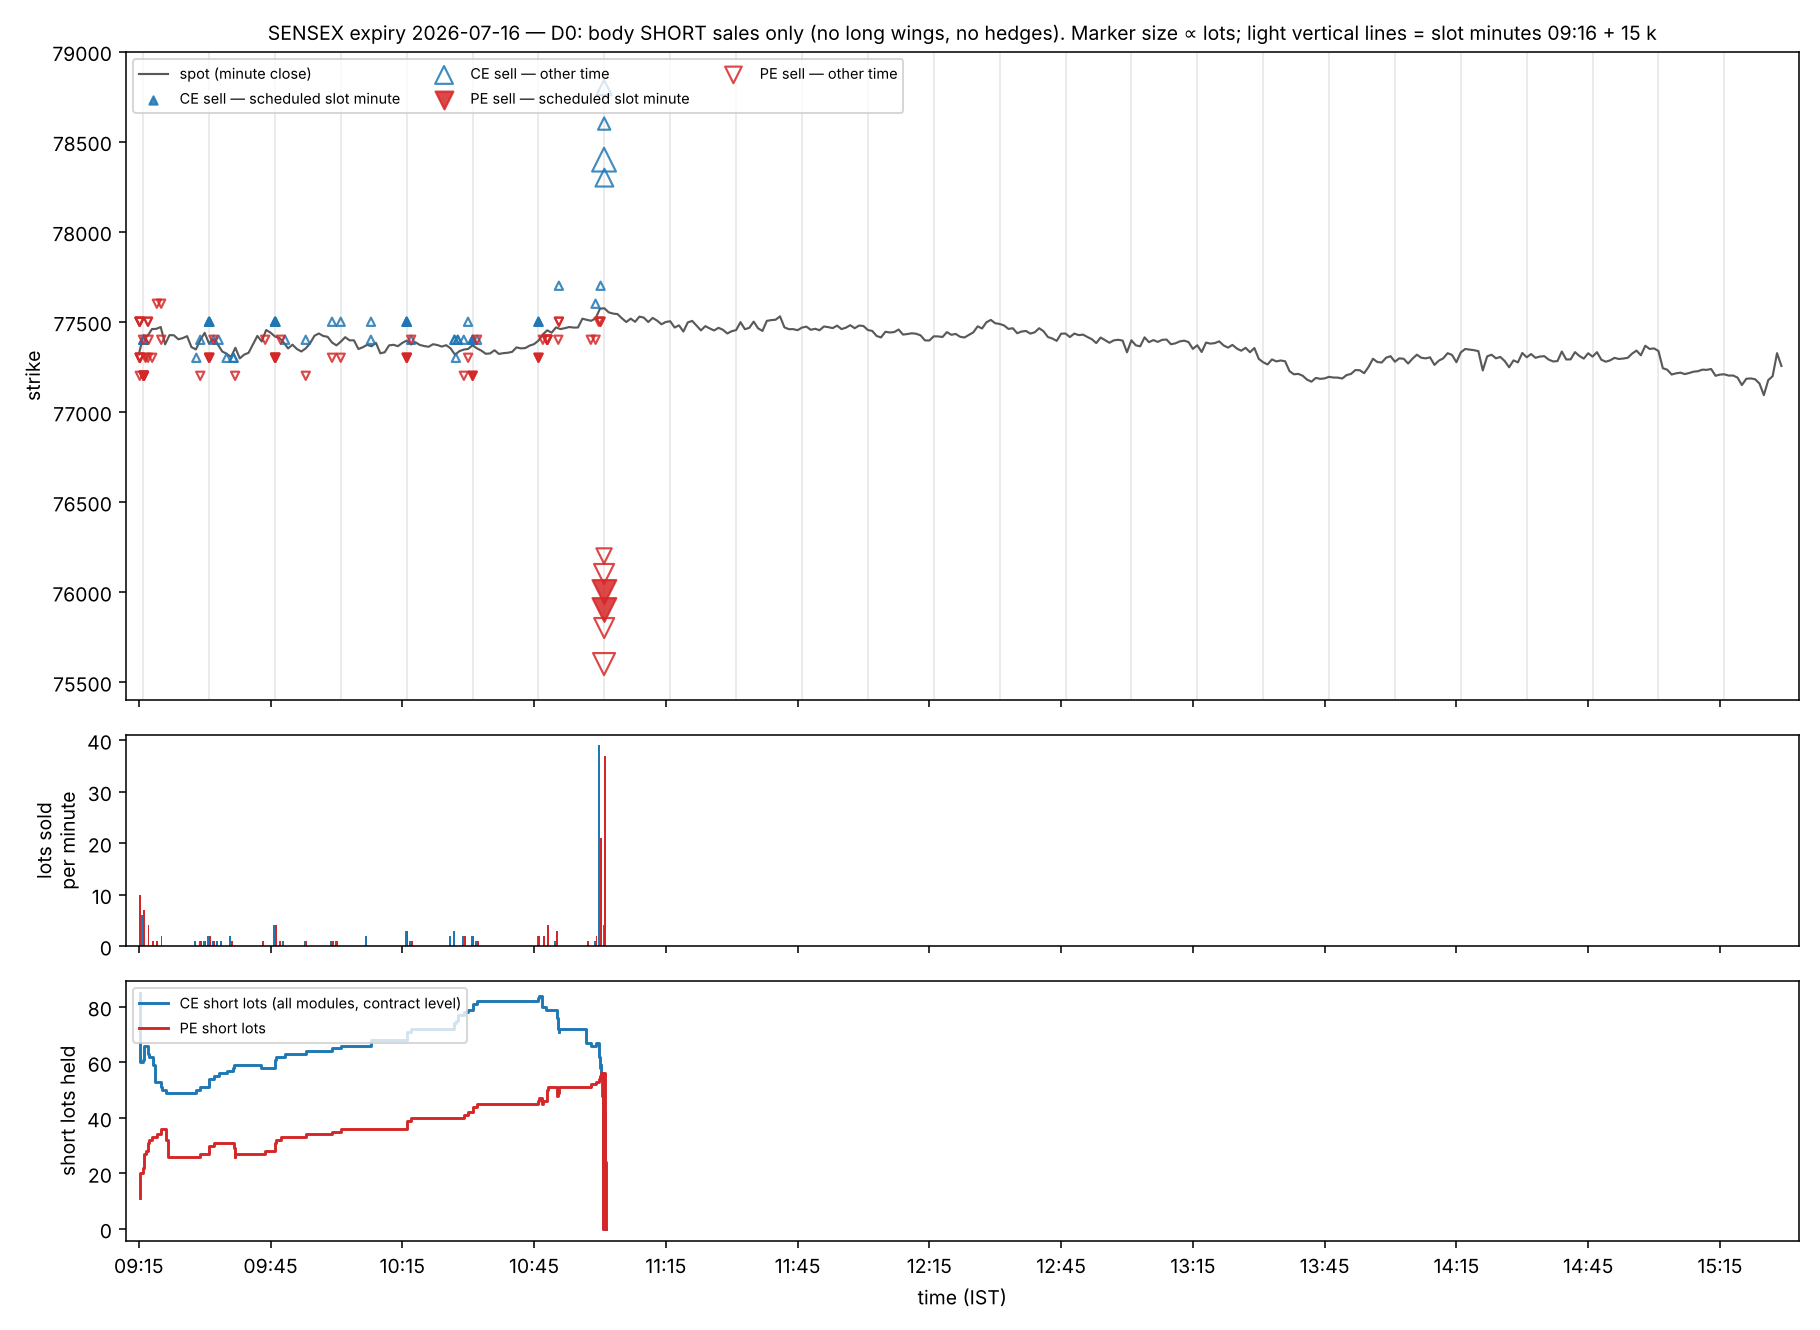 SENSEX expiry 2026-07-16 — D0: body SHORT sales only (no long wings, no hedges). Marker size ∝ lots; light vertical lines = slot minutes 09:16 + 15 k
79000
78500
78000
77500
77000
76500
76000
75500
strike
spot (minute close)
CE sell — scheduled slot minute
CE sell — other time
PE sell — scheduled slot minute
PE sell — other time
40
30
20
10
0
lots sold
per minute
80
60
40
20
0
short lots held
CE short lots (all modules, contract level)
PE short lots
09:15
09:45
10:15
10:45
11:15
11:45
12:15
12:45
13:15
13:45
14:15
14:45
15:15
time (IST)